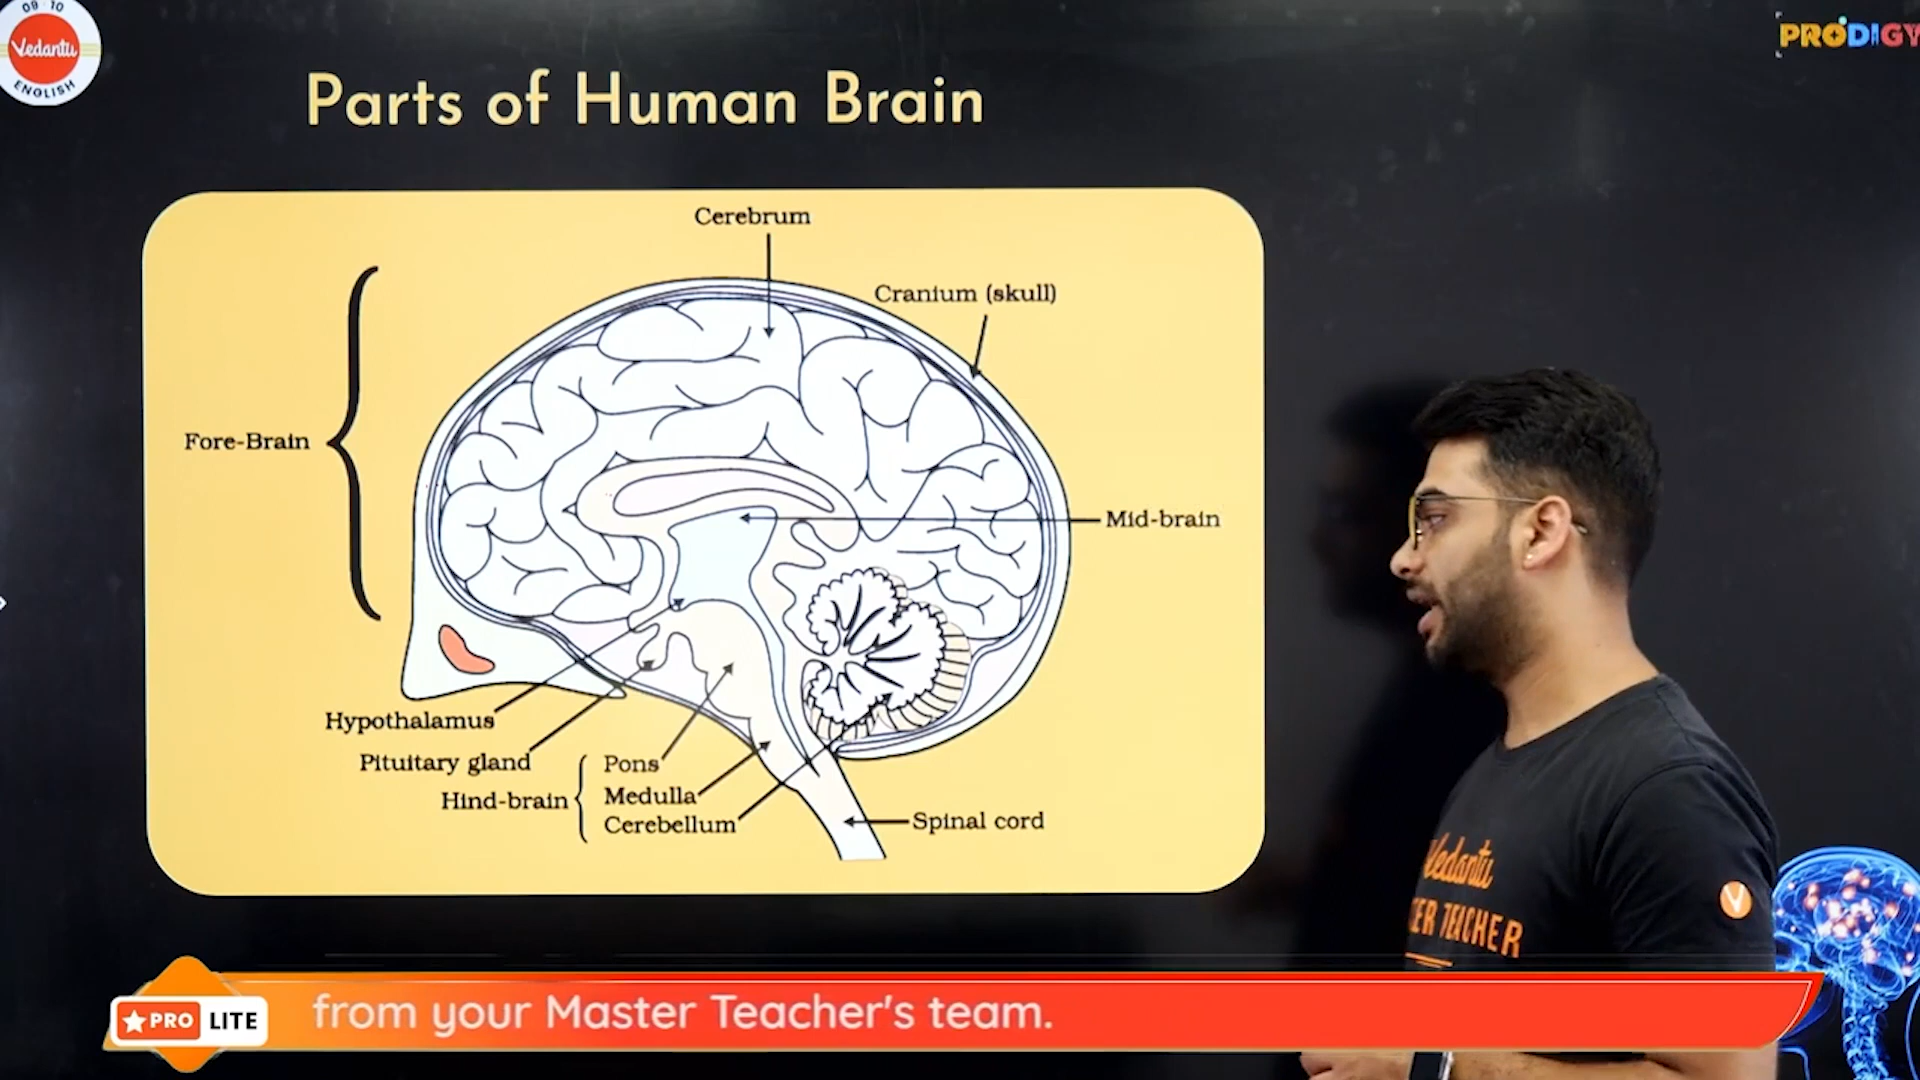 09-10
Vedantu
ENGLISH
PRODIGY
Parts of Human Brain
Cerebrum
Cranium (skull)
Fore-Brain
Mid-brain
Hypothalamus
Pituitary gland
Hind-brain
Pons
Medulla
Cerebellum
Spinal cord
Vedantu
TER TEACHER
V
PRO LITE
from your Master Teacher's team.